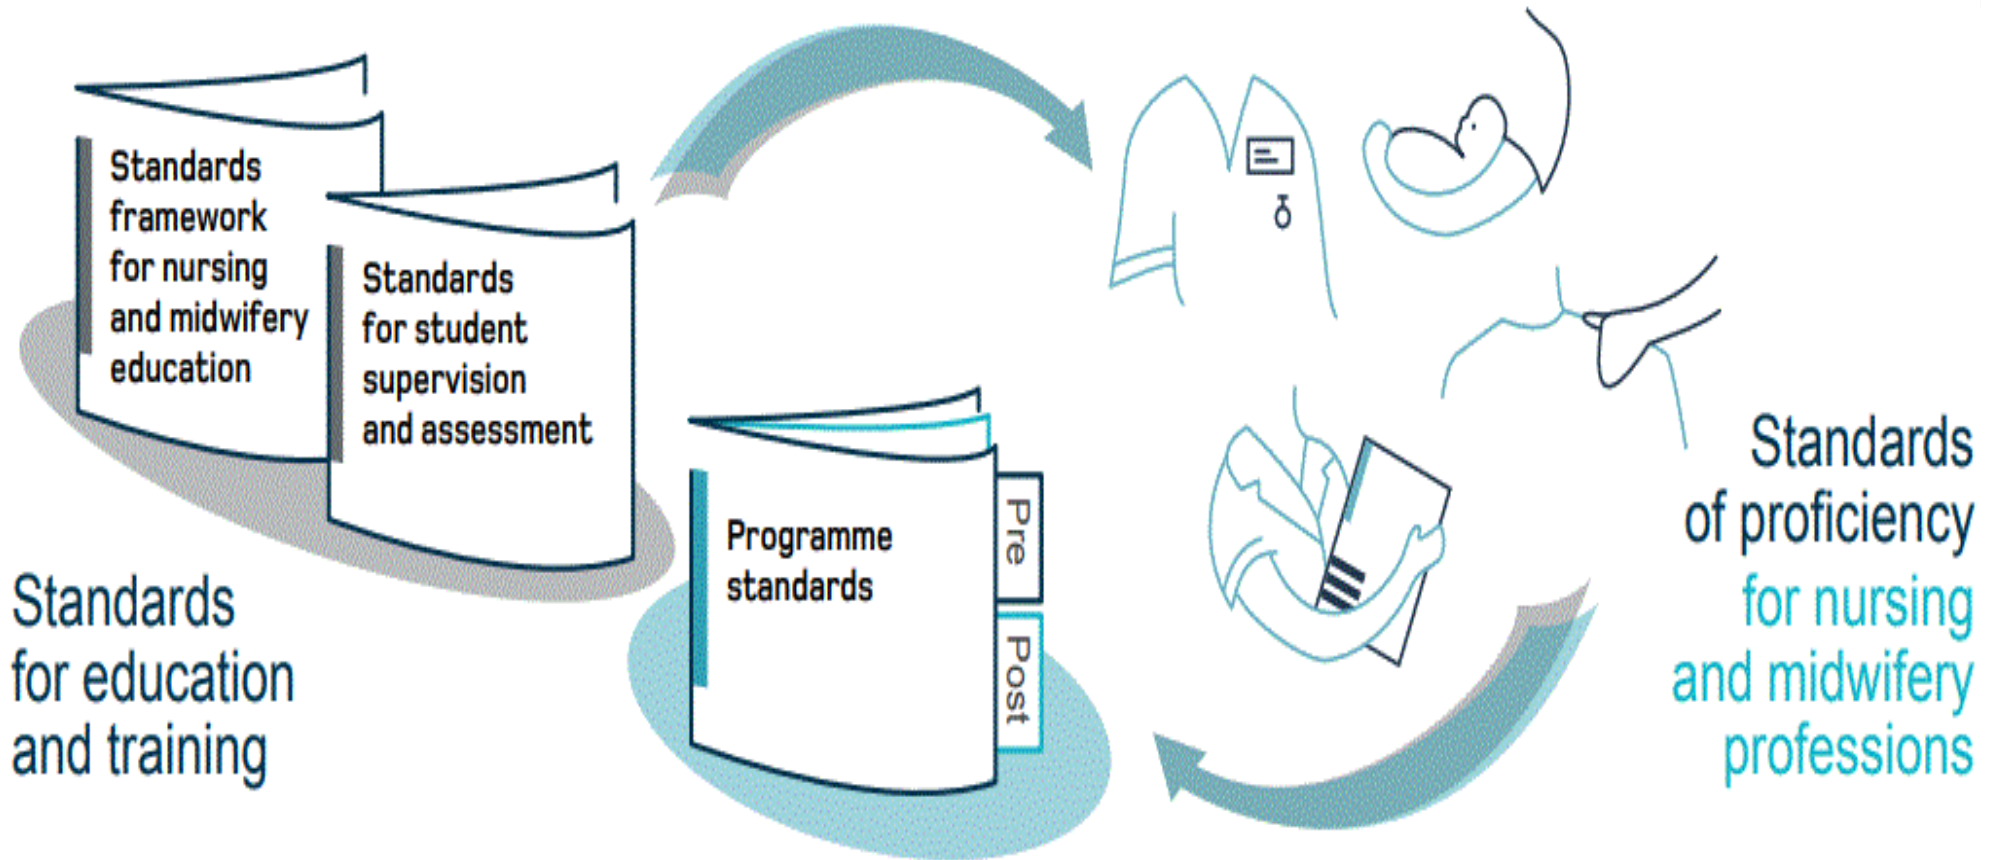 Standards
framework
for nursing
and midwifery
education
Standards
for student
supervision
and assessment
Programme
standards
Pre
Post
Standards
for education
and training
Standards
of proficiency
for nursing
and midwifery
professions